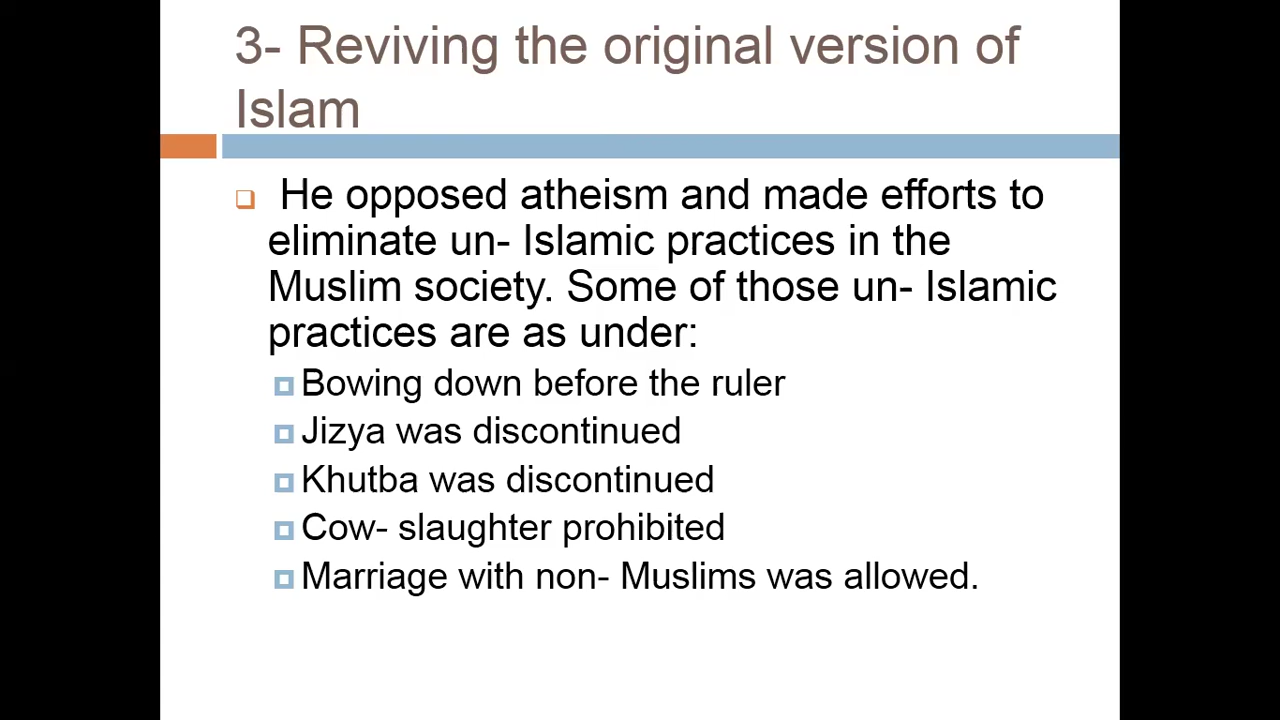 3- Reviving the original version of
Islam
He opposed atheism and made efforts to
eliminate un- Islamic practices in the
Muslim society. Some of those un- Islamic
practices are as under:
Bowing down before the ruler
Jizya was discontinued
Khutba was discontinued
Cow- slaughter prohibited
Marriage with non- Muslims was allowed.